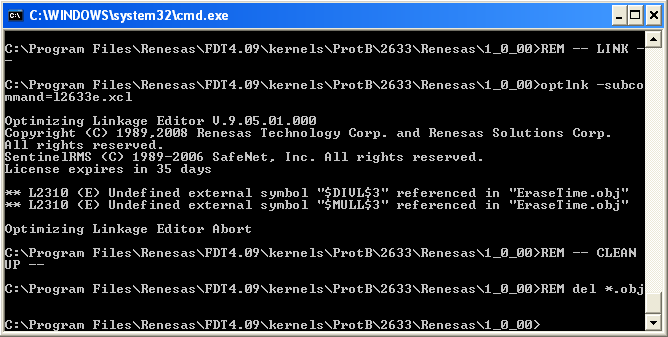 C:\WINDOWS\system32\cmd.exe
C:\Program Files\Renesas\FDT4.09\kernels\ProtB\2633\Renesas\1_0_00>REM -- LINK -
-
C:\Program Files\Renesas\FDT4.09\kernels\ProtB\2633\Renesas\1_0_00>optlnk -subco
mmand=l2633e.xcl
Optimizing Linkage Editor V.9.05.01.000
Copyright (C) 1989,2008 Renesas Technology Corp. and Renesas Solutions Corp.
All rights reserved.
SentinelRMS (C) 1989-2006 SafeNet, Inc. All rights reserved.
License expires in 35 days
** L2310 (E) Undefined external symbol "$DIVL$3" referenced in "EraseTime.obj"
** L2310 (E) Undefined external symbol "$MULL$3" referenced in "EraseTime.obj"
Optimizing Linkage Editor Abort
C:\Program Files\Renesas\FDT4.09\kernels\ProtB\2633\Renesas\1_0_00>REM -- CLEAN
UP --
C:\Program Files\Renesas\FDT4.09\kernels\ProtB\2633\Renesas\1_0_00>REM del *.obj
C:\Program Files\Renesas\FDT4.09\kernels\ProtB\2633\Renesas\1_0_00>